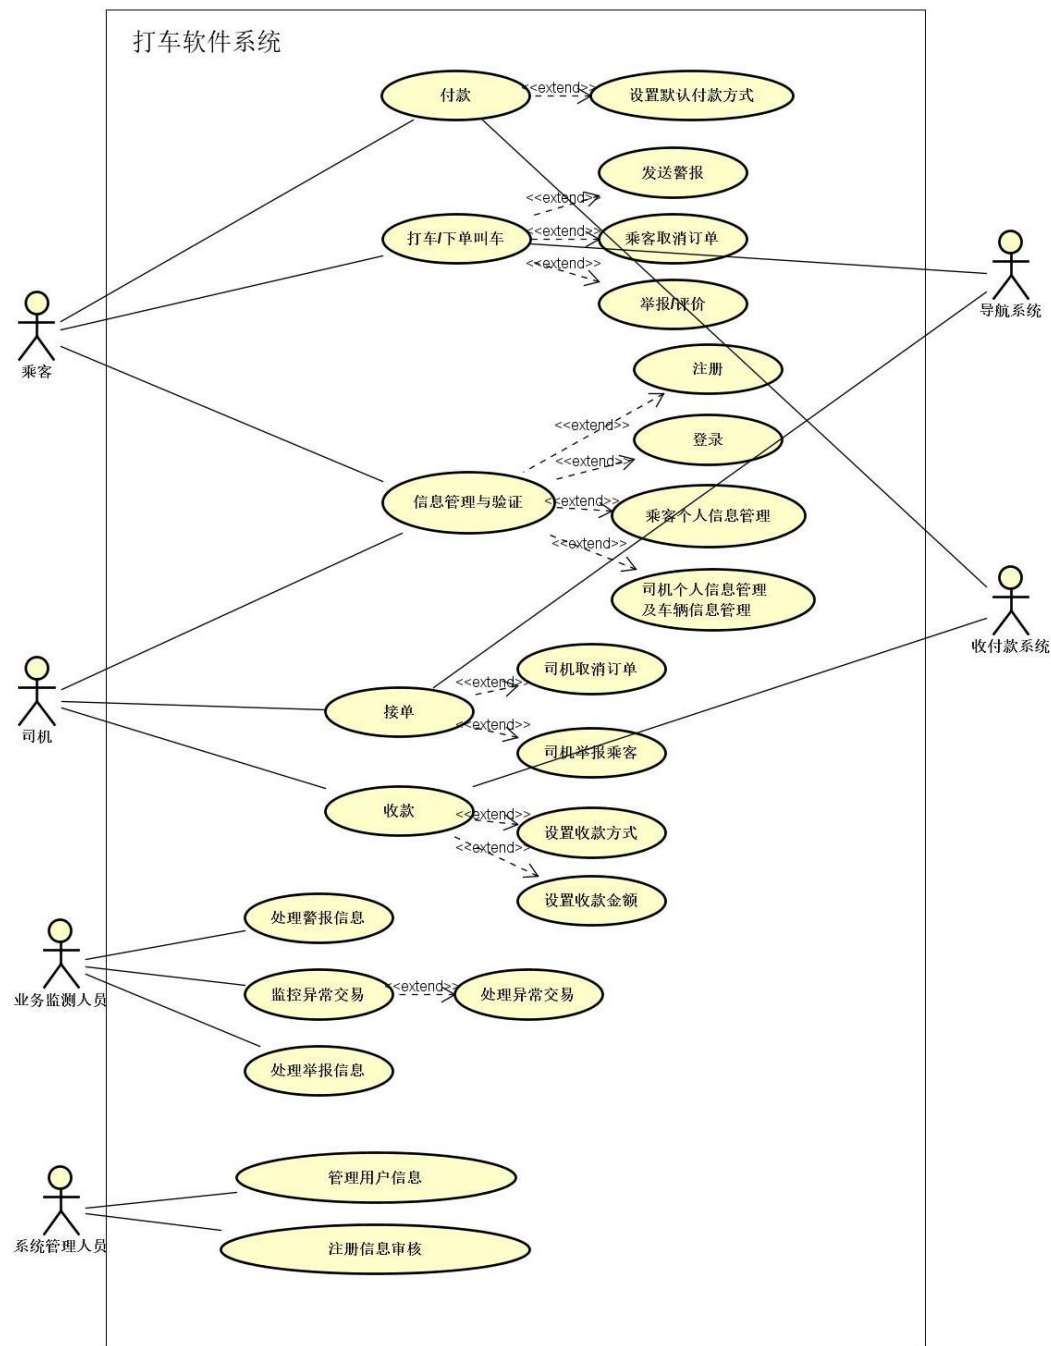 打车软件系统
付款
<<extend>>
设置默认付款方式
发送警报
<<extend>>
打车/下单叫车
<<extend>>
乘客取消订单
<<extend>>
举报/评价
导航系统
乘客
注册
<<extend>>
登录
<<extend>>
信息管理与验证
<<extend>>
乘客个人信息管理
<<extend>>
司机个人信息管理
及车辆信息管理
收付款系统
司机取消订单
<<extend>>
接单
<<extend>>
司机举报乘客
司机
收款
<<extend>>
设置收款方式
<<extend>>
设置收款金额
处理警报信息
监控异常交易
<<extend>>
处理异常交易
业务监测人员
处理举报信息
管理用户信息
系统管理人员
注册信息审核